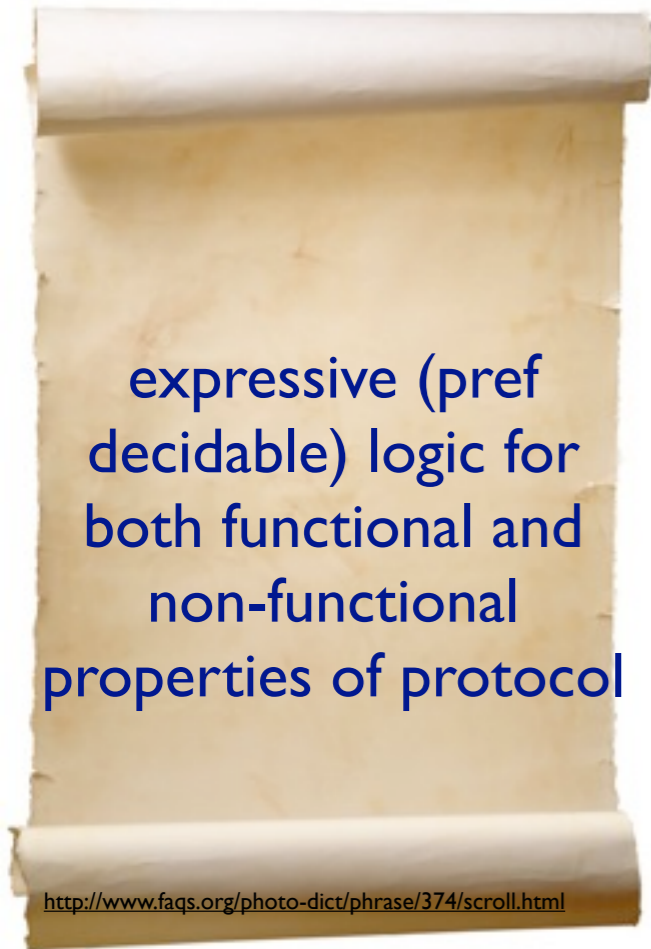 expressive (pref
decidable) logic for
both functional and
non-functional
properties of protocol
http://www.faqs.org/photo-dict/phrase/374/scroll.html